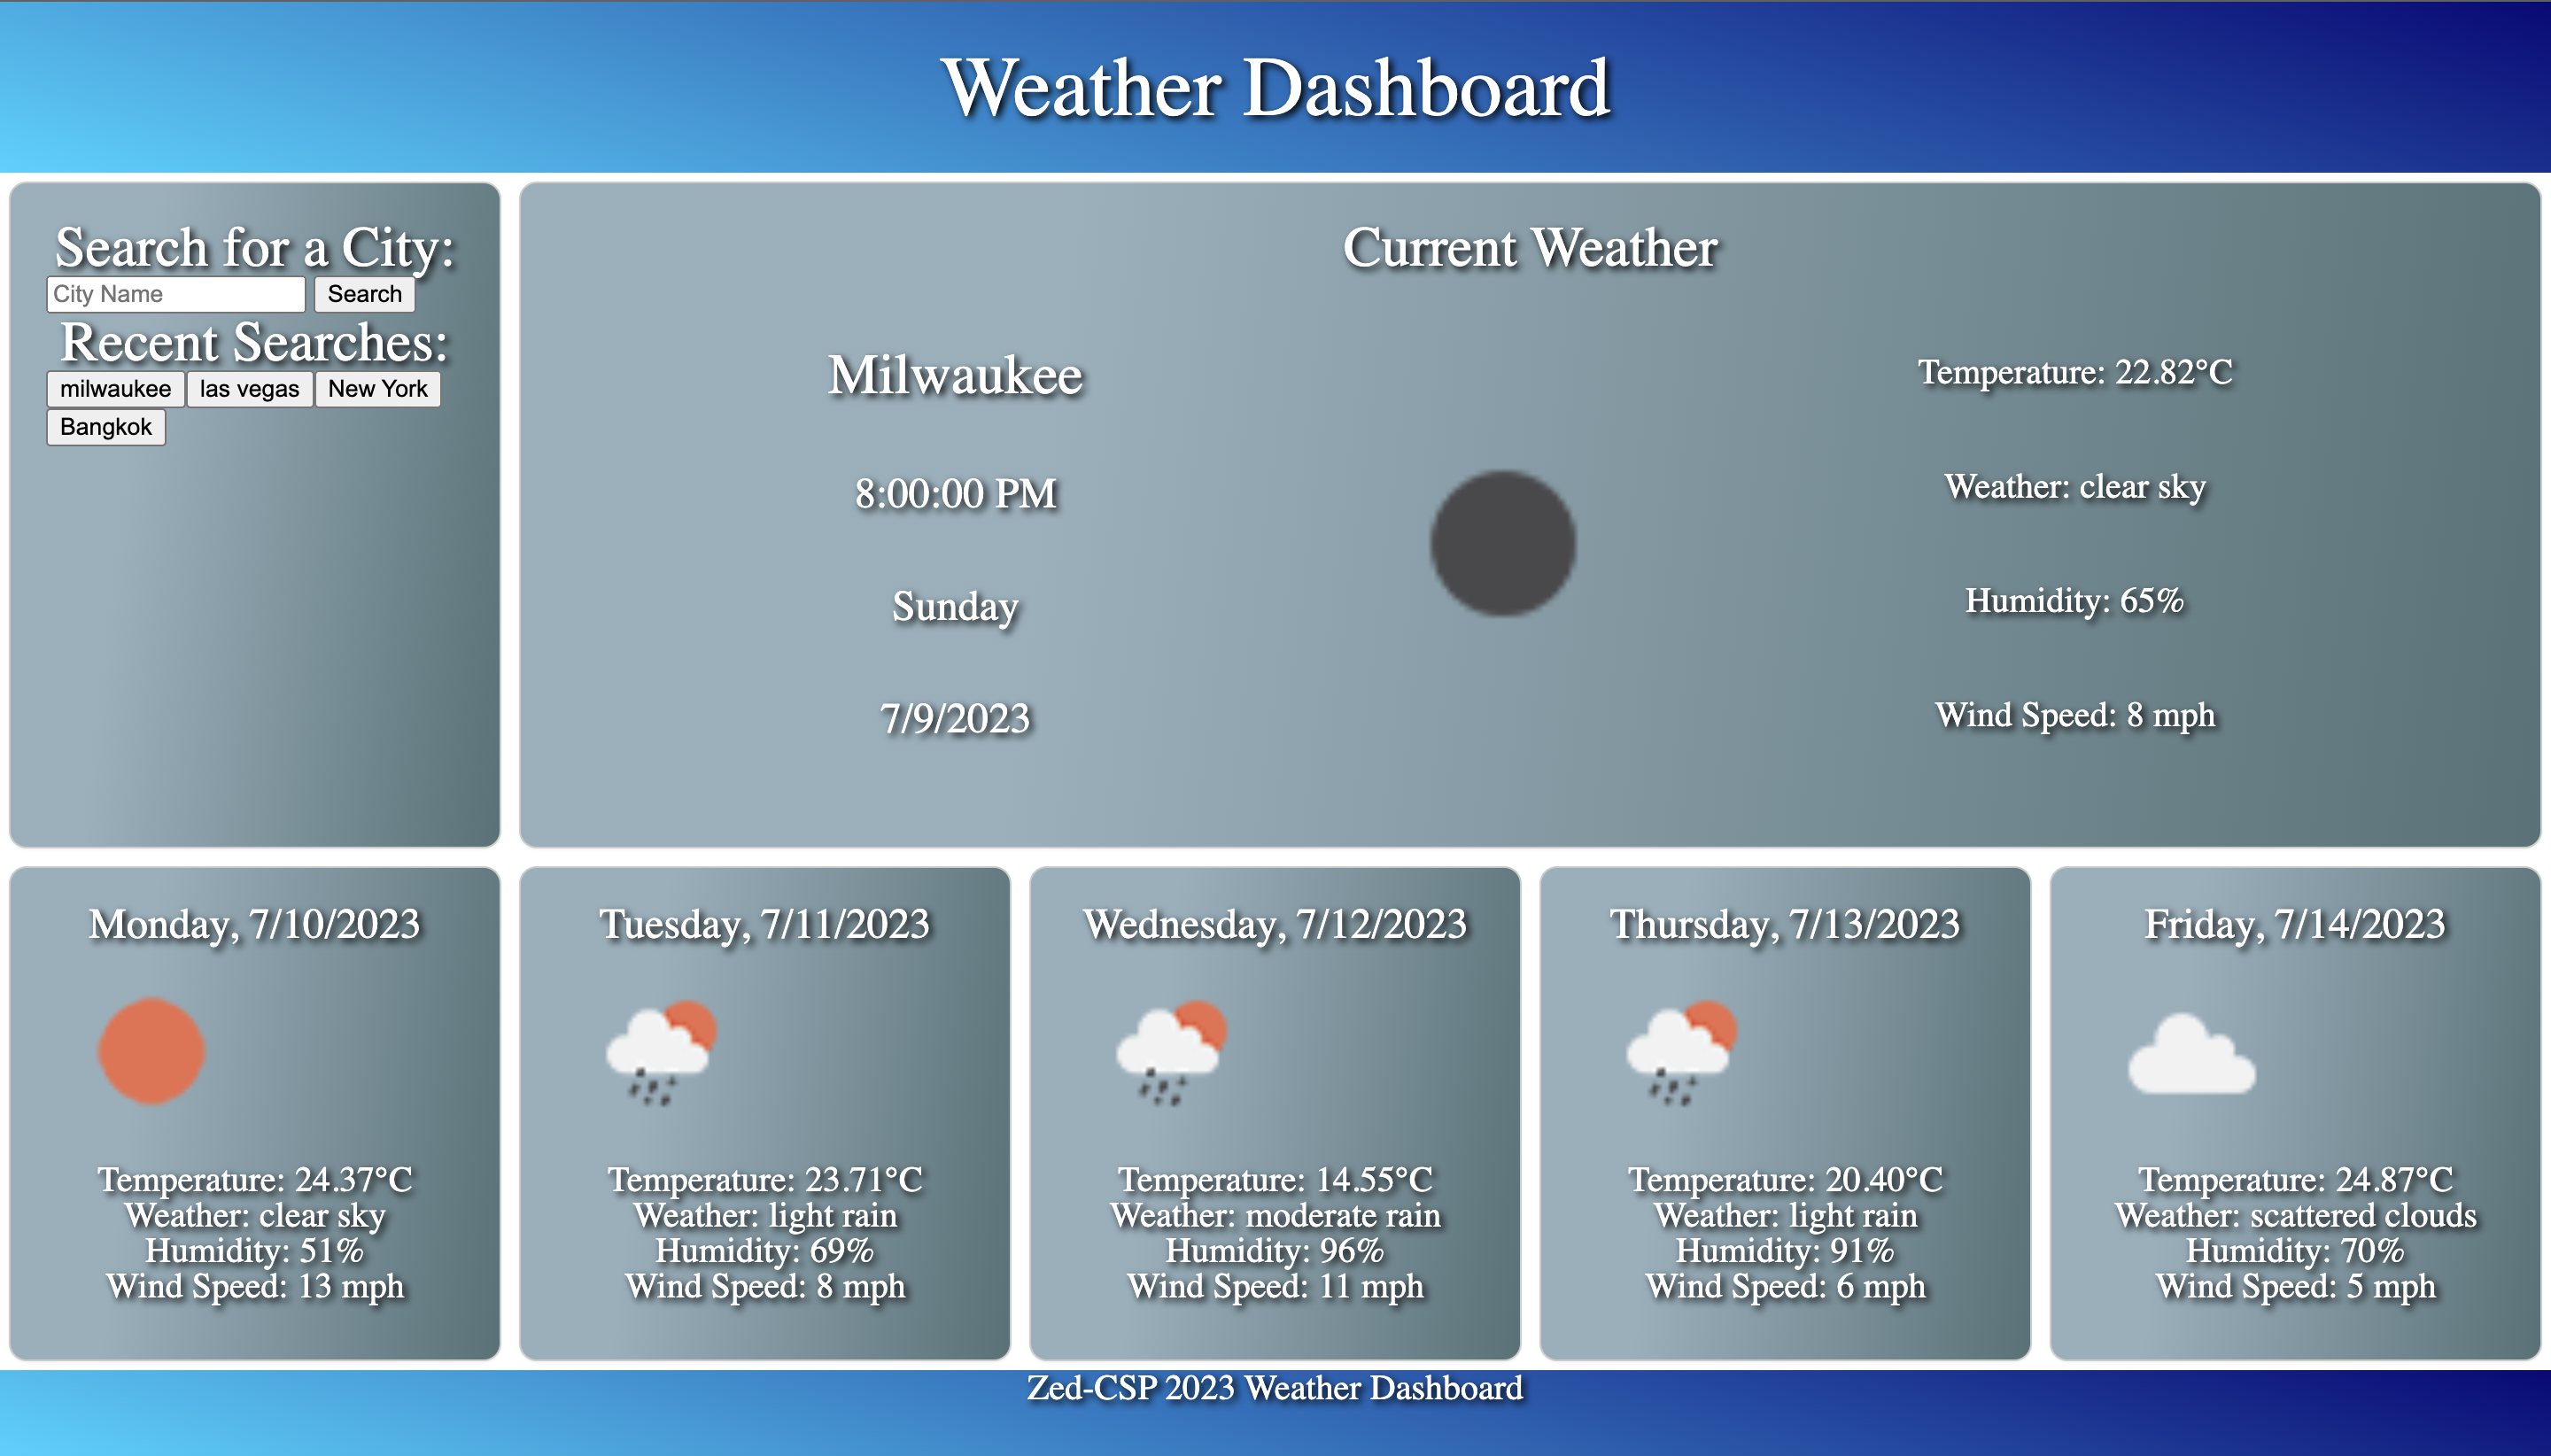 Weather Dashboard
Search for a City:
City Name Search
Recent Searches:
milwaukee las vegas New York
Bangkok
Current Weather
Milwaukee
8:00:00 PM
Sunday
7/9/2023
Temperature: 22.82°C
Weather: clear sky
Humidity: 65%
Wind Speed: 8 mph
Monday, 7/10/2023
Temperature: 24.37°C
Weather: clear sky
Humidity: 51%
Wind Speed: 13 mph
Tuesday, 7/11/2023
Temperature: 23.71°C
Weather: light rain
Humidity: 69%
Wind Speed: 8 mph
Wednesday, 7/12/2023
Temperature: 14.55°C
Weather: moderate rain
Humidity: 96%
Wind Speed: 11 mph
Thursday, 7/13/2023
Temperature: 20.40°C
Weather: light rain
Humidity: 91%
Wind Speed: 6 mph
Friday, 7/14/2023
Temperature: 24.87°C
Weather: scattered clouds
Humidity: 70%
Wind Speed: 5 mph
Zed-CSP 2023 Weather Dashboard